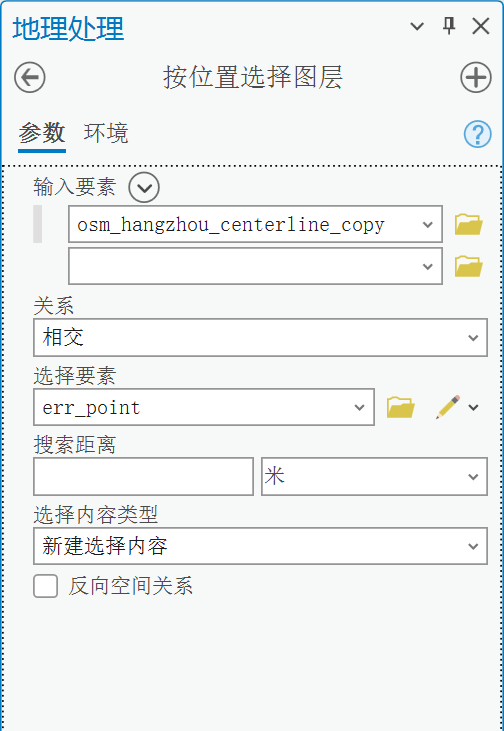 地理处理
按位置选择图层
参数 环境
?
输入要素
osm_hangzhou_centerline_copy
关系
相交
选择要素
err_point
搜索距离
米
选择内容类型
新建选择内容
反向空间关系